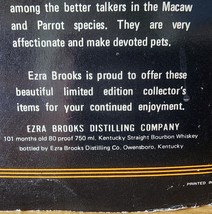 among the better talkers in the Macaw
and Parrot species. They are very
affectionate and make devoted pets.
Ezra Brooks is proud to offer these
beautiful limited edition collector's
items for your continued enjoyment.
EZRA BROOKS DISTILLING COMPANY
101 months old 80 proof 750 ml. Kentucky Straight Bourbon Whiskey
bottled by Ezra Brooks Distilling Co. Owensboro, Kentucky
PRINTED IN